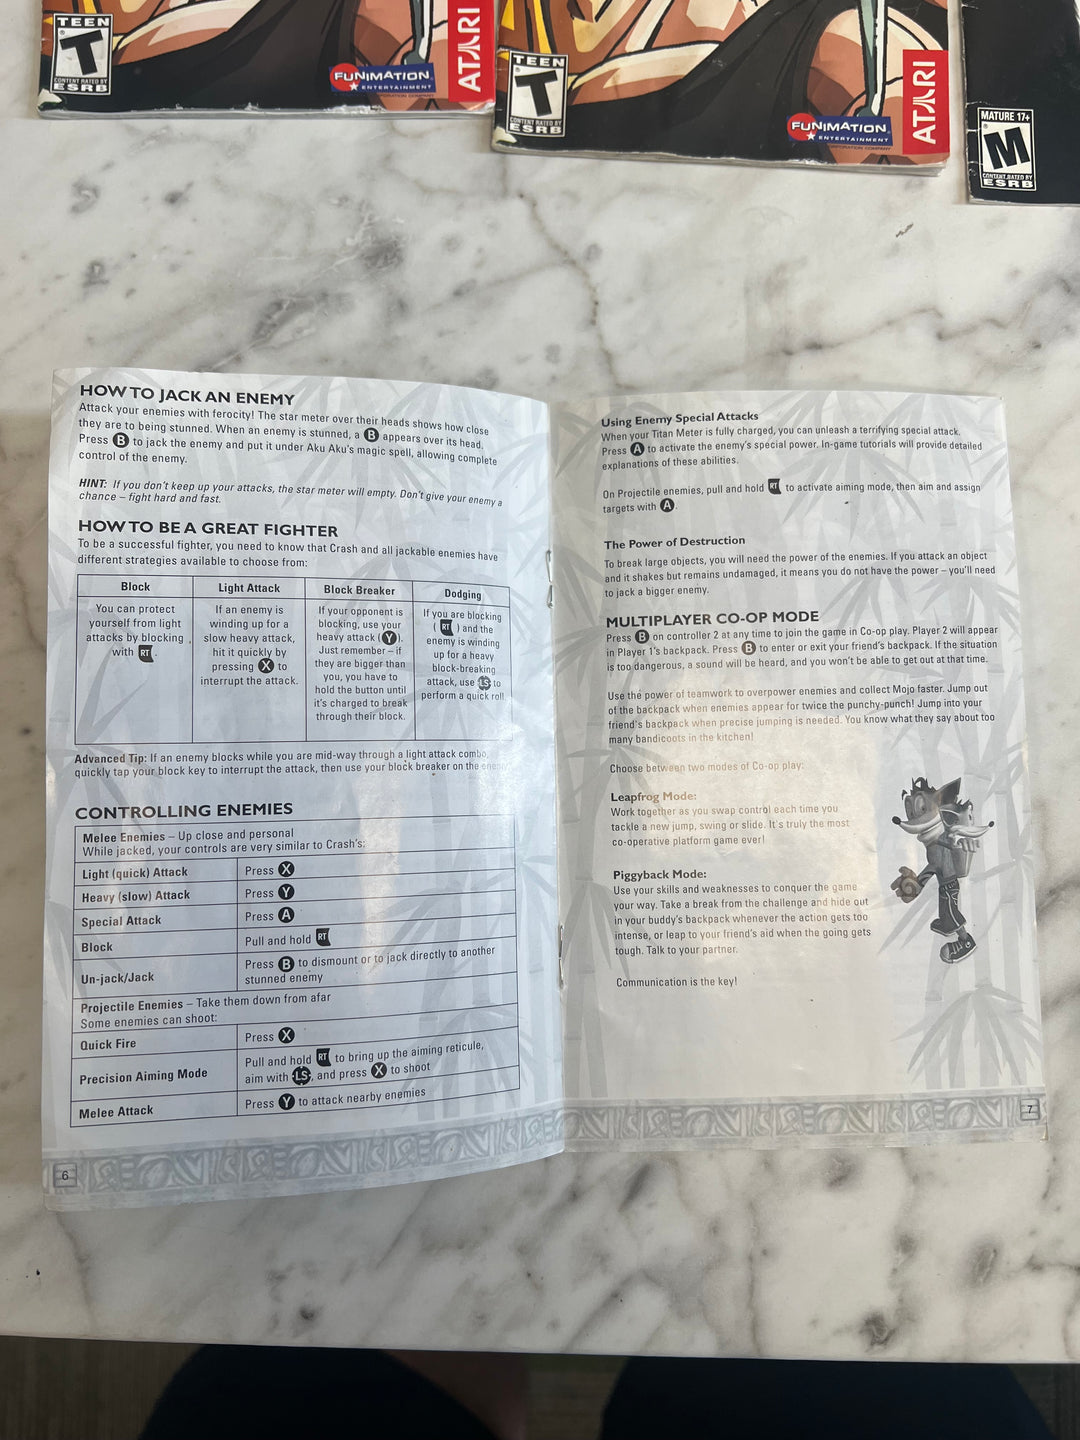 TEEN
T
CONTENT RATED BY
ESRB
FUNIMATION
ENTERTAINMENT
ATARI
TEEN
T
CONTENT RATED BY
ESRB
FUNIMATION
ENTERTAINMENT
ATARI
MATURE 17+
M
CONTENT RATED BY
ESRB
HOW TO JACK AN ENEMY
Attack your enemies with ferocity! The star meter over their heads shows how close
they are to being stunned. When an enemy is stunned, a B appears over its head.
Press B to jack the enemy and put it under Aku Aku's magic spell, allowing complete
control of the enemy.
HINT: If you don't keep up your attacks, the star meter will empty. Don't give your enemy a
chance – fight hard and fast.
HOW TO BE A GREAT FIGHTER
To be a successful fighter, you need to know that Crash and all jackable enemies have
different strategies available to choose from:
Block
You can protect
yourself from light
attacks by blocking
with RT.
Light Attack
If an enemy is
winding up for a
slow heavy attack,
hit it quickly by
pressing X to
interrupt the attack.
Block Breaker
If your opponent is
blocking, use your
heavy attack (Y).
Just remember – if
they are bigger than
you, you have to
hold the button until
it's charged to break
through their block.
Dodging
If you are blocking
( RT ) and the
enemy is winding
up for a heavy
block-breaking
attack, use LS to
perform a quick roll.
Advanced Tip: If an enemy blocks while you are mid-way through a light attack combo,
quickly tap your block key to interrupt the attack, then use your block breaker on the enemy
CONTROLLING ENEMIES
Melee Enemies – Up close and personal
While jacked, your controls are very similar to Crash's:
Light (quick) Attack Press X
Heavy (slow) Attack Press Y
Special Attack Press A
Block Pull and hold RT
Un-jack/Jack Press B to dismount or to jack directly to another
stunned enemy
Projectile Enemies – Take them down from afar
Some enemies can shoot:
Quick Fire Press X
Precision Aiming Mode Pull and hold RT to bring up the aiming reticule,
aim with LS, and press X to shoot
Melee Attack Press Y to attack nearby enemies
6
Using Enemy Special Attacks
When your Titan Meter is fully charged, you can unleash a terrifying special attack.
Press A to activate the enemy's special power. In-game tutorials will provide detailed
explanations of these abilities.
On Projectile enemies, pull and hold RT to activate aiming mode, then aim and assign
targets with A.
The Power of Destruction
To break large objects, you will need the power of the enemies. If you attack an object
and it shakes but remains undamaged, it means you do not have the power – you'll need
to jack a bigger enemy.
MULTIPLAYER CO-OP MODE
Press B on controller 2 at any time to join the game in Co-op play. Player 2 will appear
in Player 1's backpack. Press B to enter or exit your friend's backpack. If the situation
is too dangerous, a sound will be heard, and you won't be able to get out at that time.
Use the power of teamwork to overpower enemies and collect Mojo faster. Jump out
of the backpack when enemies appear for twice the punchy-punch! Jump into your
friend's backpack when precise jumping is needed. You know what they say about too
many bandicoots in the kitchen!
Choose between two modes of Co-op play:
Leapfrog Mode:
Work together as you swap control each time you
tackle a new jump, swing or slide. It's truly the most
co-operative platform game ever!
Piggyback Mode:
Use your skills and weaknesses to conquer the game
your way. Take a break from the challenge and hide out
in your buddy's backpack whenever the action gets too
intense, or leap to your friend's aid when the going gets
tough. Talk to your partner.
Communication is the key!
7